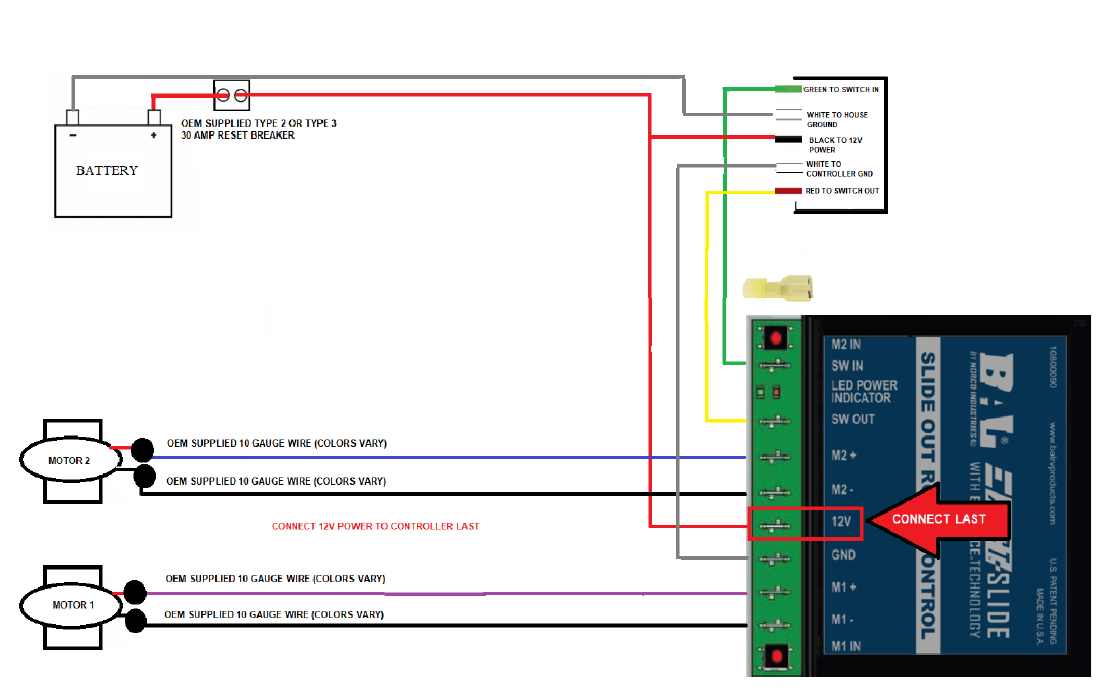 GREEN TO SWITCH IN
WHITE TO HOUSE
GROUND
BLACK TO 12V
POWER
WHITE TO
CONTROLLER GND
RED TO SWITCH OUT
OEM SUPPLIED TYPE 2 OR TYPE 3
30 AMP RESET BREAKER
-
+
BATTERY
M2 IN
SW IN
LED POWER
INDICATOR
SW OUT
M2 +
M2 -
12V
GND
M1 +
M1 -
M1 IN
CONNECT LAST
SLIDE OUT
CONTROL
BAL®
BY NORCO INDUSTRIES
SLIDE
WITH
TECHNOLOGY
10800090
www.balrvproducts.com
U.S. PATENT PENDING
MADE IN U.S.A.
MOTOR 2
OEM SUPPLIED 10 GAUGE WIRE (COLORS VARY)
OEM SUPPLIED 10 GAUGE WIRE (COLORS VARY)
CONNECT 12V POWER TO CONTROLLER LAST
MOTOR 1
OEM SUPPLIED 10 GAUGE WIRE (COLORS VARY)
OEM SUPPLIED 10 GAUGE WIRE (COLORS VARY)